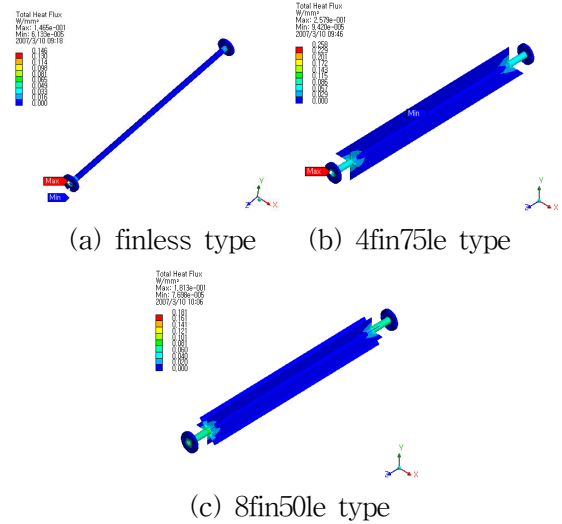 Total Heat Flux
W/mm²
Max: 1,465e-001
Min: 6,133e-005
2007/3/10 09:18
0.146
0.130
0.114
0.098
0.081
0.065
0.049
0.033
0.016
0.000
Max
Min
Y
Z
X
(a) finless type
Total Heat Flux
W/mm²
Max: 2,579e-001
Min: 9,420e-005
2007/3/10 09:46
0.258
0.229
0.201
0.172
0.143
0.115
0.086
0.057
0.029
0.000
Min
Max
Y
Z
X
(b) 4fin75le type
Total Heat Flux
W/mm²
Max: 1,813e-001
Min: 7,698e-005
2007/3/10 10:06
0.181
0.161
0.141
0.121
0.101
0.081
0.060
0.040
0.020
0.000
Y
Z
X
(c) 8fin50le type